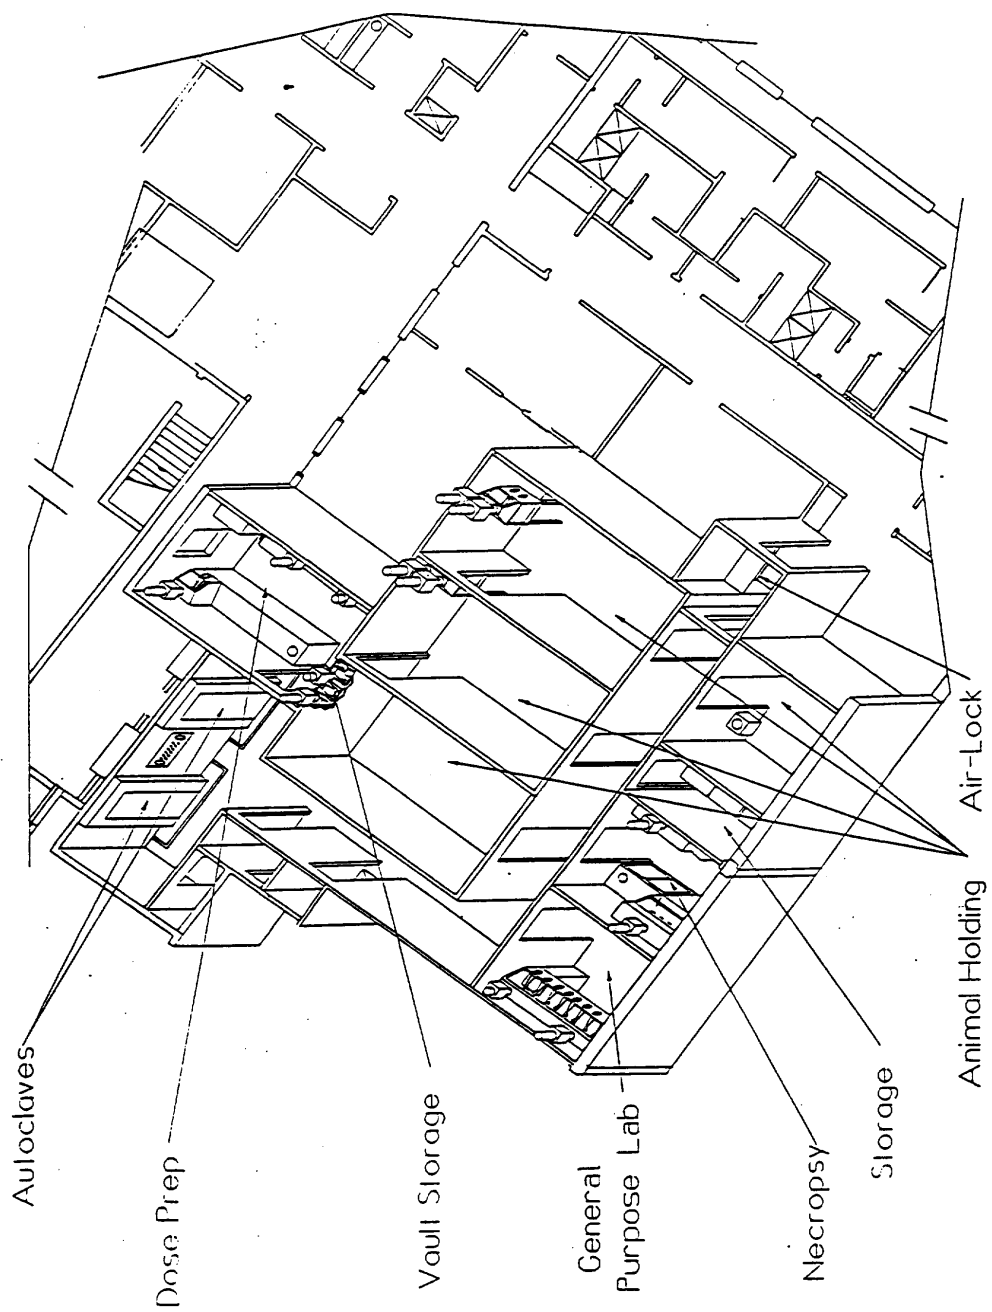 Autoclaves
Dose Prep
Vault Storage
General
Purpose Lab
Necropsy
Storage
Animal Holding
Air-Lock